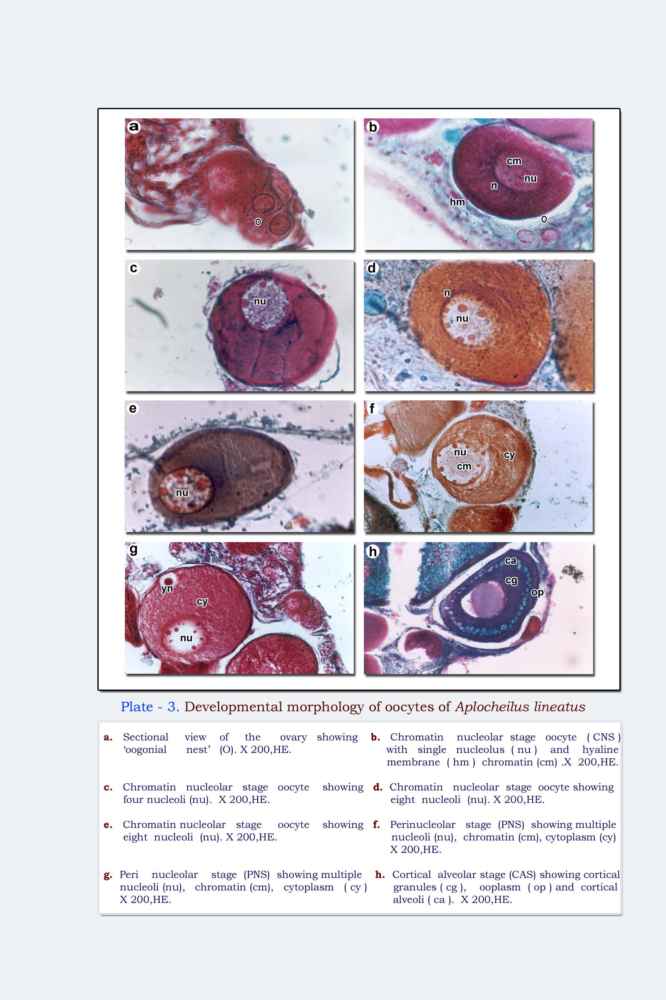 a
b
cm
nu
n
hm
o
o
c
nu
d
n
nu
e
nu
f
nu
cy
cm
g
yn
cy
nu
h
ca
cg
op
Plate - 3. Developmental morphology of oocytes of Aplocheilus lineatus
a. Sectional view of the ovary showing
‘oogonial nest’ (O). X 200,HE.
b. Chromatin nucleolar stage oocyte ( CNS )
with single nucleolus ( nu ) and hyaline
membrane ( hm ) chromatin (cm) .X 200,HE.
c. Chromatin nucleolar stage oocyte showing
four nucleoli (nu). X 200,HE.
d. Chromatin nucleolar stage oocyte showing
eight nucleoli (nu). X 200,HE.
e. Chromatin nucleolar stage oocyte showing
eight nucleoli (nu). X 200,HE.
f. Perinucleolar stage (PNS) showing multiple
nucleoli (nu), chromatin (cm), cytoplasm (cy)
X 200,HE.
g. Peri nucleolar stage (PNS) showing multiple
nucleoli (nu), chromatin (cm), cytoplasm ( cy )
X 200,HE.
h. Cortical alveolar stage (CAS) showing cortical
granules ( cg ), ooplasm ( op ) and cortical
alveoli ( ca ). X 200,HE.